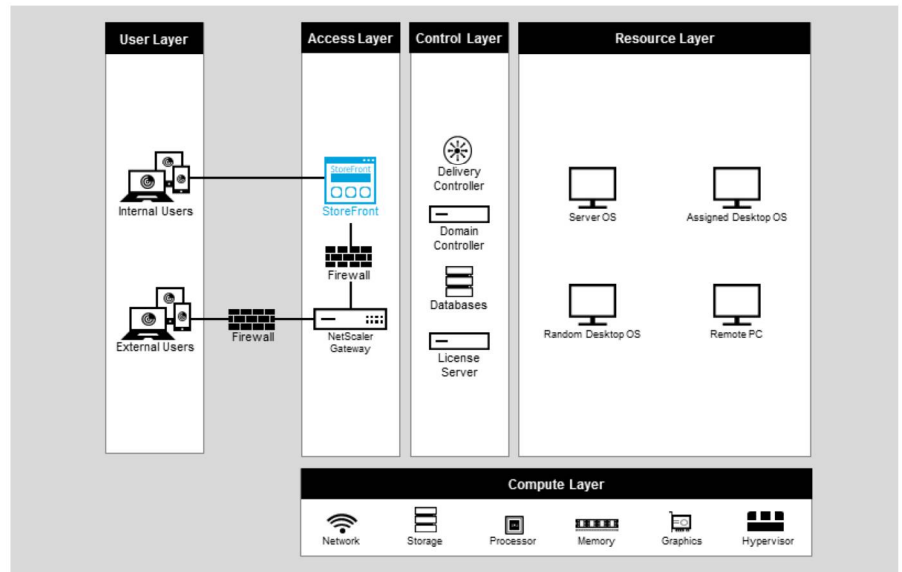 User Layer
Access Layer
Control Layer
Resource Layer
Internal Users
StoreFront
StoreFront
Firewall
External Users
Firewall
NetScaler
Gateway
Delivery
Controller
Domain
Controller
Databases
License
Server
Server OS
Assigned Desktop OS
Random Desktop OS
Remote PC
Compute Layer
Network
Storage
Processor
Memory
Graphics
Hypervisor